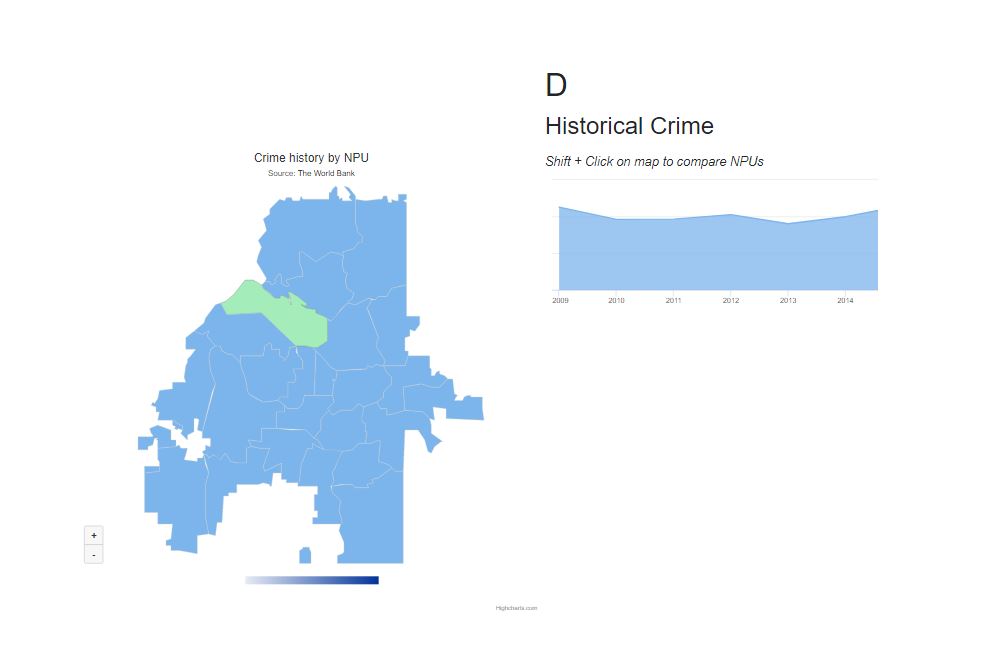 D
Historical Crime
Shift + Click on map to compare NPUs
Crime history by NPU
Source: The World Bank
2009 2010 2011 2012 2013 2014
+
-
Highcharts.com